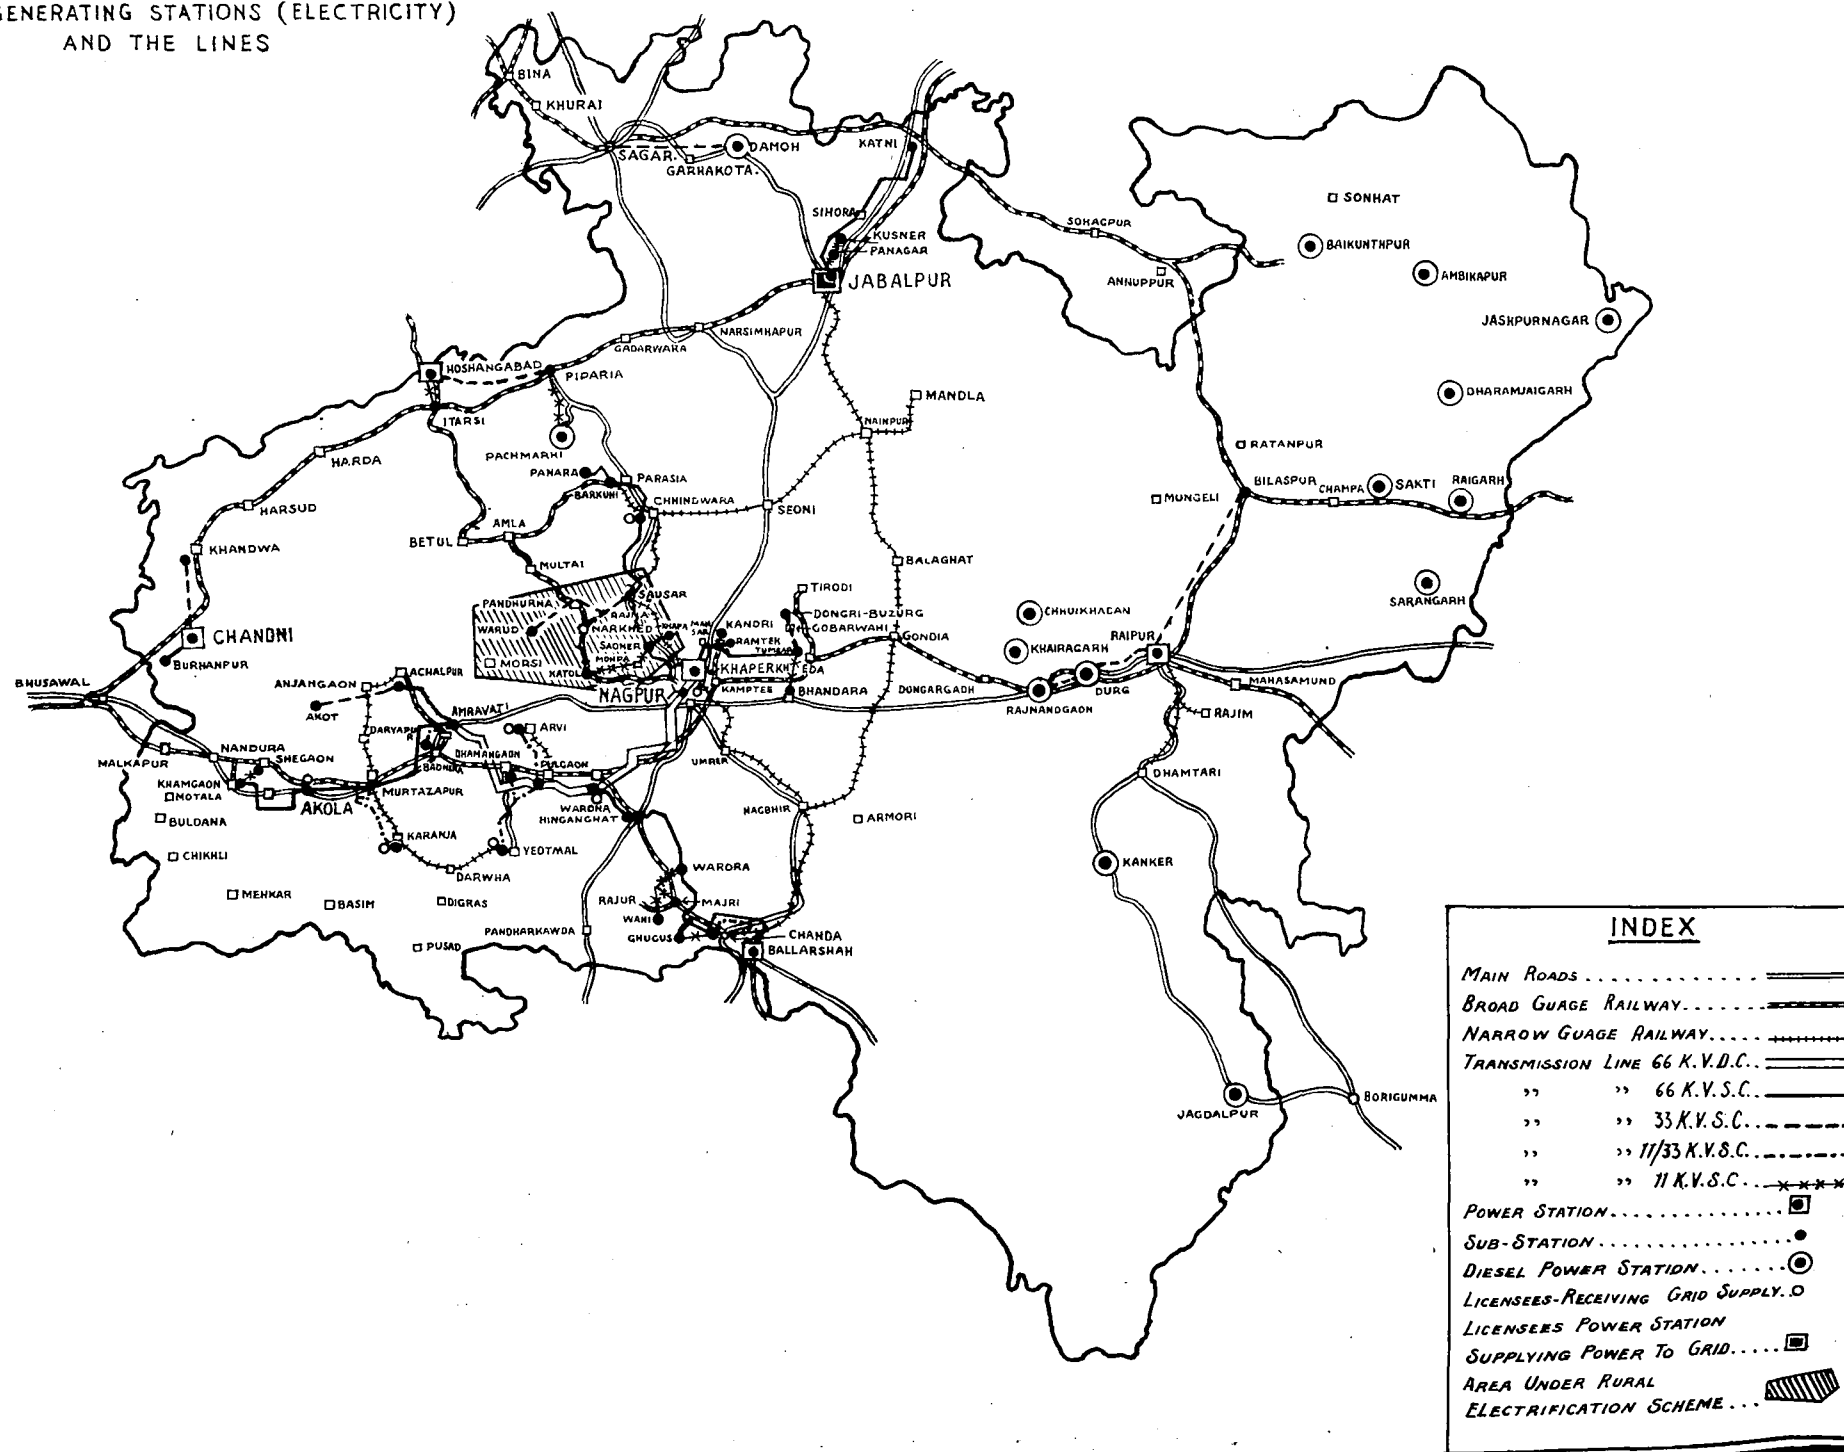 GENERATING STATIONS (ELECTRICITY)
AND THE LINES
BINA
KHURAI
SAGAR.
GARHAKOTA.
DAMOH
KATNI
SIHORA
KUSNER
PANAGAR
JABALPUR
SOHAGPUR
ANNUPPUR
SONHAT
BAIKUNTHPUR
AMBIKAPUR
JASHPURNAGAR
DHARAMJAIGARH
NARSIMHAPUR
GADARWARA
HOSHANGABAD
PIPARIA
ITARSI
PACHMARHI
MANDLA
NAINPUR
RATANPUR
HARDA
HARSUD
PANARA
BARKUHI
PARASIA
CHHINDWARA
SEONI
MUNGELI
BILASPUR
CHAMPA
SAKTI
RAIGARH
BETUL
AMLA
MULTAI
KHANDWA
BALAGHAT
TIRODI
SARANGARH
PANDHURNA
SAUSAR
DONGRI-BUZURG
GOBARWAHI
CHHUIKHADAN
CHANDNI
WARUD
NARKHED
KHAPA
KANDRI
RAMTEK
TUMSAR
GONDIA
RAIPUR
SAONER
MOHPA
KHAIRAGARH
BURHANPUR
MORSI
KATOL
KHAPERKHEDA
BHUSAWAL
ANJANGAON
ACHALPUR
NAGPUR
KAMPTEE
BHANDARA
DUNGARGADH
DURG
MAHASAMUND
AKOT
AMRAVATI
ARVI
RAJNANDGAON
RAJIM
DARYAPUR
NANDURA
SHEGAON
BADNERA
DHAMANGAON
PULGAON
UMRER
MALKAPUR
KHAMGAON
MOTALA
AKOLA
MURTAZAPUR
WARDHA
HINGANGHAT
NAGBHIR
DHAMTARI
BULDANA
KARANJA
YEOTMAL
ARMORI
CHIKHLI
DARWHA
WARORA
KANKER
MEHKAR
BASIM
DIGRAS
RAJUR
MAJRI
WANI
PUSAD
PANDHARKAWDA
GHUGUS
CHANDA
BALLARSHAH
JAGDALPUR
BORIGUMMA
INDEX
MAIN ROADS
BROAD GUAGE RAILWAY
NARROW GUAGE RAILWAY
TRANSMISSION LINE 66 K.V.D.C.
,, ,, 66 K.V.S.C.
,, ,, 33 K.V.S.C.
,, ,, 11/33 K.V.S.C.
,, ,, 11 K.V.S.C.
POWER STATION
SUB-STATION
DIESEL POWER STATION
LICENSEES-RECEIVING GRID SUPPLY
LICENSEES POWER STATION
SUPPLYING POWER TO GRID
AREA UNDER RURAL
ELECTRIFICATION SCHEME